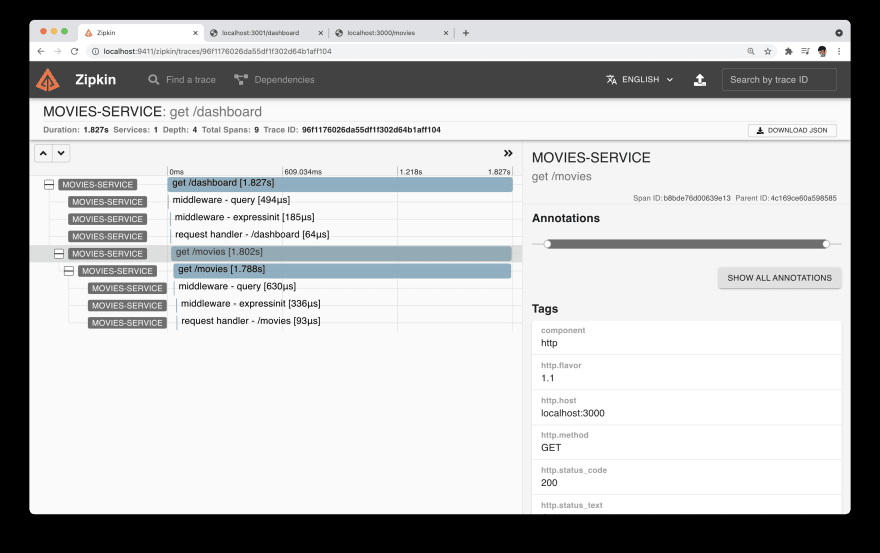 Zipkin
localhost:3001/dashboard
localhost:3000/movies
localhost:9411/zipkin/traces/96f1176026da55df1f302d64b1aff104
Zipkin
Find a trace
Dependencies
ENGLISH
Search by trace ID
MOVIES-SERVICE: get /dashboard
Duration: 1.827s Services: 1 Depth: 4 Total Spans: 9 Trace ID: 96f1176026da55df1f302d64b1aff104
DOWNLOAD JSON
0ms 609.034ms 1.218s 1.827s
MOVIES-SERVICE get /dashboard [1.827s]
MOVIES-SERVICE middleware - query [494µs]
MOVIES-SERVICE middleware - expressinit [185µs]
MOVIES-SERVICE request handler - /dashboard [64µs]
MOVIES-SERVICE get /movies [1.802s]
MOVIES-SERVICE get /movies [1.788s]
MOVIES-SERVICE middleware - query [630µs]
MOVIES-SERVICE middleware - expressinit [336µs]
MOVIES-SERVICE request handler - /movies [93µs]
MOVIES-SERVICE
get /movies
Span ID: b8bde76d00639e13 Parent ID: 4c169ce60a598585
Annotations
SHOW ALL ANNOTATIONS
Tags
component
http
http.flavor
1.1
http.host
localhost:3000
http.method
GET
http.status_code
200
http.status_text